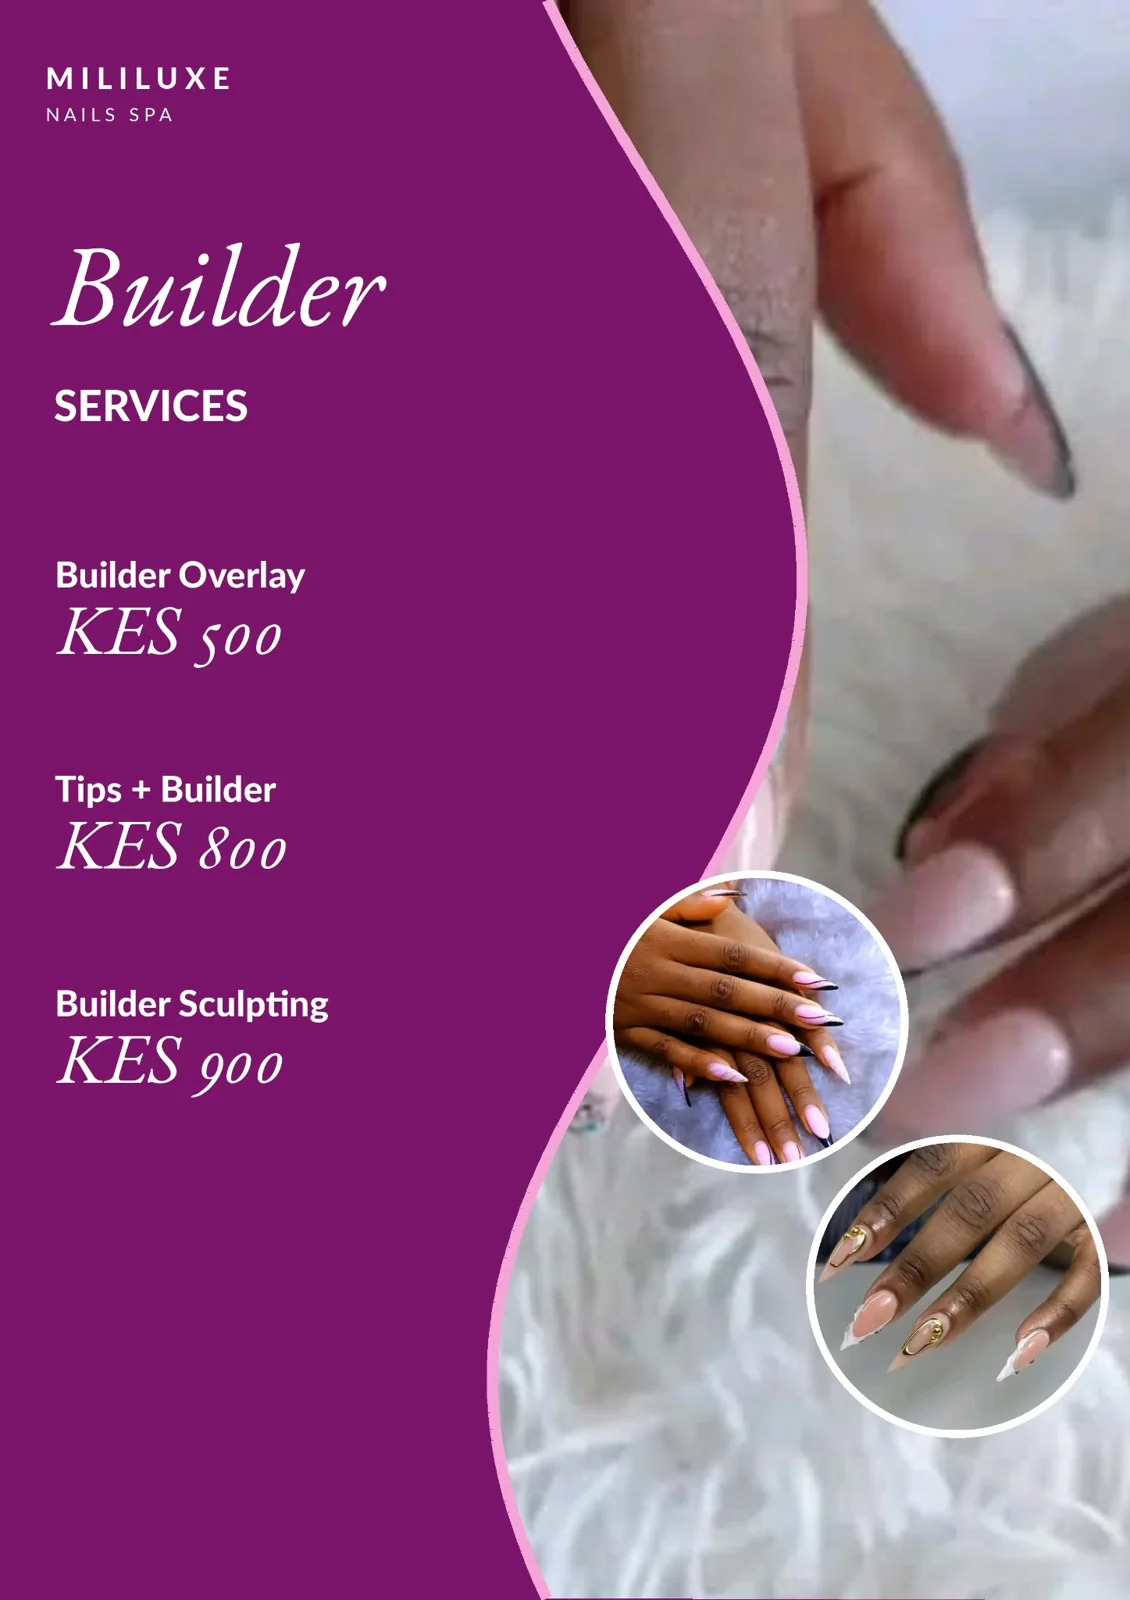 MILILUXE
NAILS SPA
Builder
SERVICES
Builder Overlay
KES 500
Tips + Builder
KES 800
Builder Sculpting
KES 900